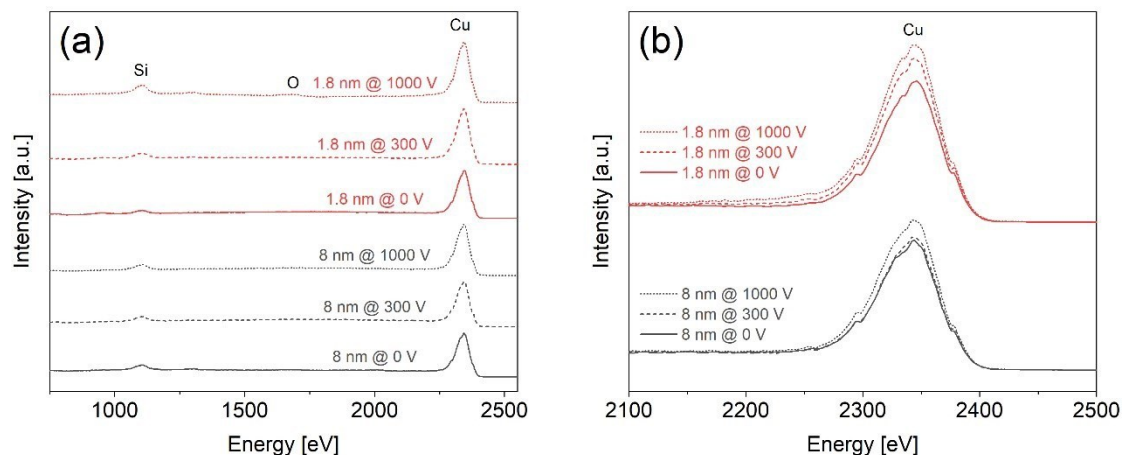 (a)
Cu
Si
O
1.8 nm @ 1000 V
1.8 nm @ 300 V
1.8 nm @ 0 V
8 nm @ 1000 V
8 nm @ 300 V
8 nm @ 0 V
Intensity [a.u.]
1000 1500 2000 2500
Energy [eV]
(b)
Cu
1.8 nm @ 1000 V
1.8 nm @ 300 V
1.8 nm @ 0 V
8 nm @ 1000 V
8 nm @ 300 V
8 nm @ 0 V
Intensity [a.u.]
2100 2200 2300 2400 2500
Energy [eV]